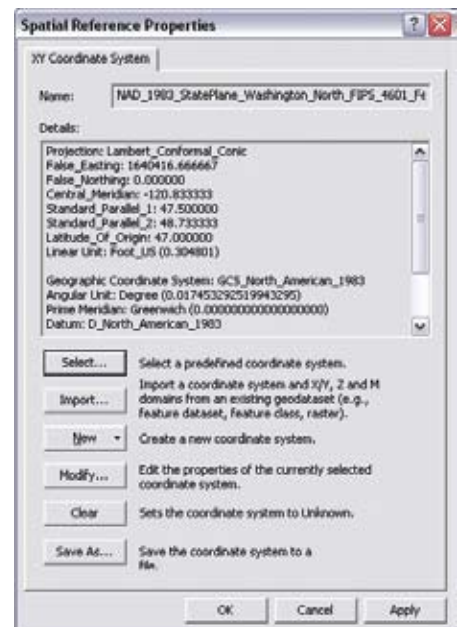 Spatial Reference Properties
XY Coordinate System
Name: NAD_1983_StatePlane_Washington_North_FIPS_4601_Fe
Details:
Projection: Lambert_Conformal_Conic
False_Easting: 1640416.666667
False_Northing: 0.000000
Central_Meridian: -120.833333
Standard_Parallel_1: 47.500000
Standard_Parallel_2: 48.733333
Latitude_Of_Origin: 47.000000
Linear Unit: Foot_US (0.304801)
Geographic Coordinate System: GCS_North_American_1983
Angular Unit: Degree (0.017453292519943295)
Prime Meridian: Greenwich (0.000000000000000000)
Datum: D_North_American_1983
Select... Select a predefined coordinate system.
Import a coordinate system and X/Y, Z and M
Import... domains from an existing geodataset (e.g.,
feature dataset, feature class, raster).
New Create a new coordinate system.
Modify... Edit the properties of the currently selected
coordinate system.
Clear Sets the coordinate system to Unknown.
Save As... Save the coordinate system to a
file.
OK Cancel Apply